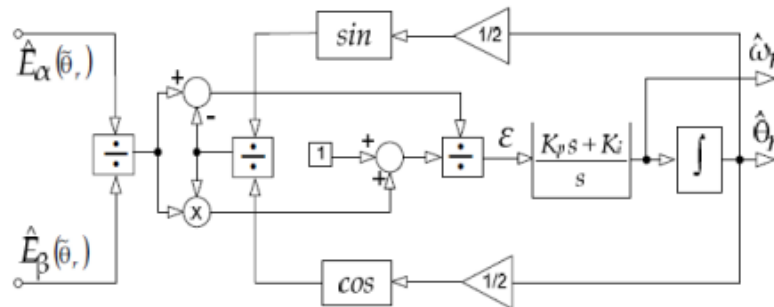 Ê_α(θ̃_r)
Ê_β(θ̃_r)
sin
1/2
+
-
÷
÷
x
1
+
+
÷
ε
K_p s + K_i
s
∫
ω̂_r
θ̂_r
cos
1/2